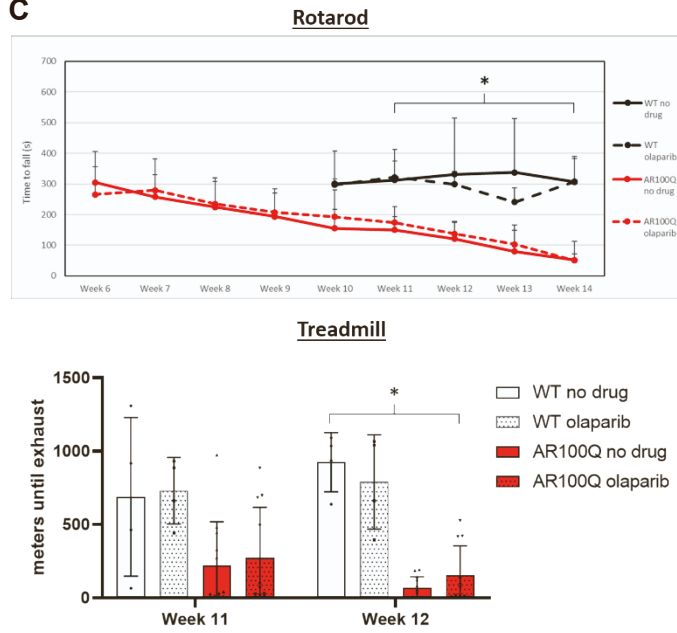 C
Rotarod
700
600
500
400
300
200
100
0
Time to fall (s)
*
Week 6 Week 7 Week 8 Week 9 Week 10 Week 11 Week 12 Week 13 Week 14
WT no
drug
WT
olaparib
AR100Q
no drug
AR100Q
olaparib
Treadmill
1500
1000
500
0
meters until exhaust
*
Week 11 Week 12
WT no drug
WT olaparib
AR100Q no drug
AR100Q olaparib